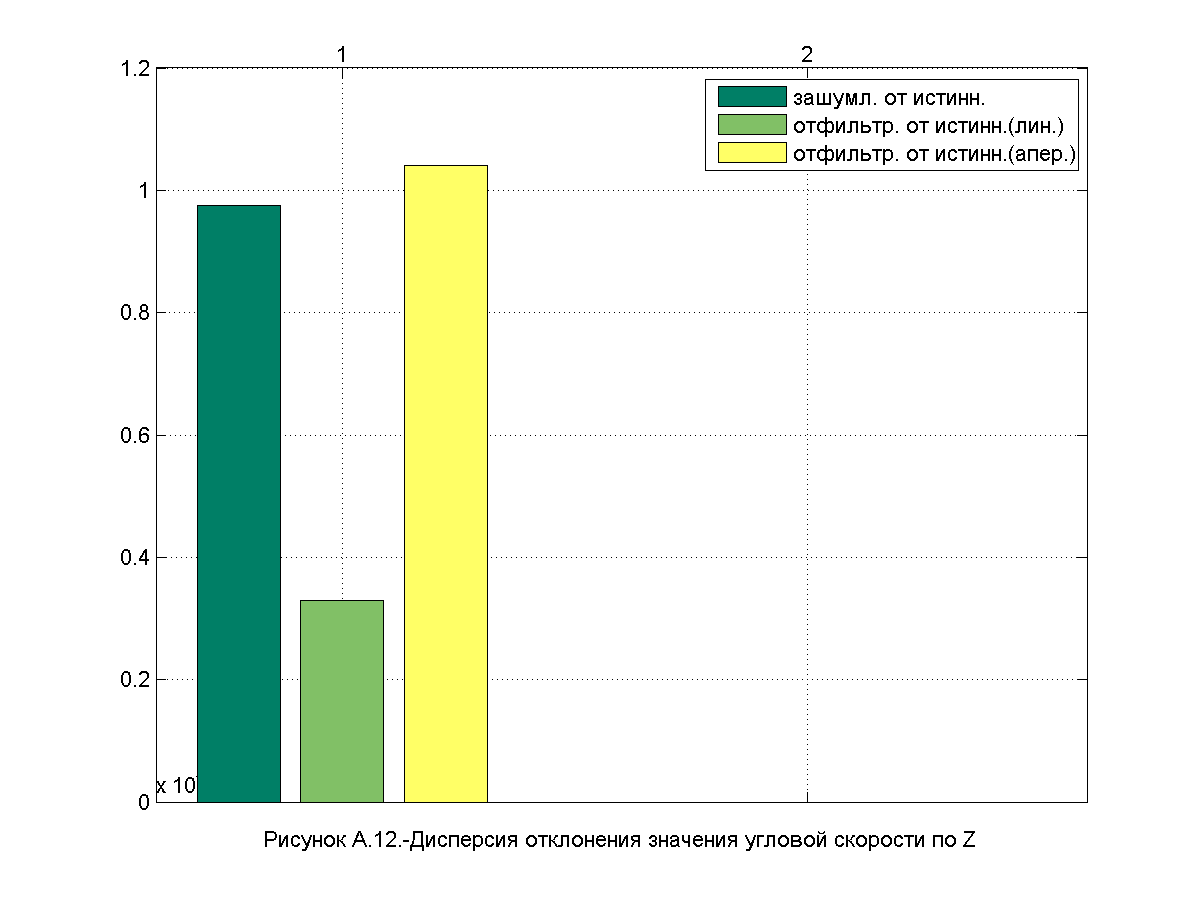 1 2
1.2
зашумл. от истинн.
отфильтр. от истинн.(лин.)
отфильтр. от истинн.(апер.)
1
0.8
0.6
0.4
0.2
x 10
0
Рисунок А.12.-Дисперсия отклонения значения угловой скорости по Z